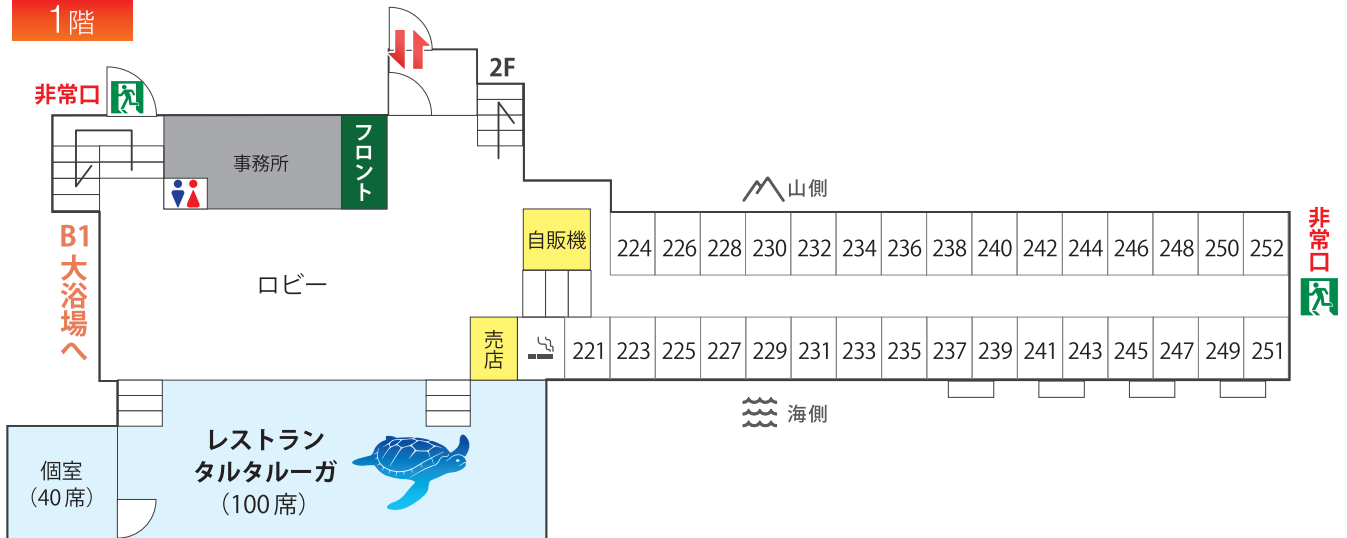 1階
非常口
2F
事務所
フロント
B1
大浴場へ
ロビー
山側
自販機
224 226 228 230 232 234 236 238 240 242 244 246 248 250 252
非常口
売店
221 223 225 227 229 231 233 235 237 239 241 243 245 247 249 251
海側
レストラン
タルタルーガ
（100席）
個室
（40席）